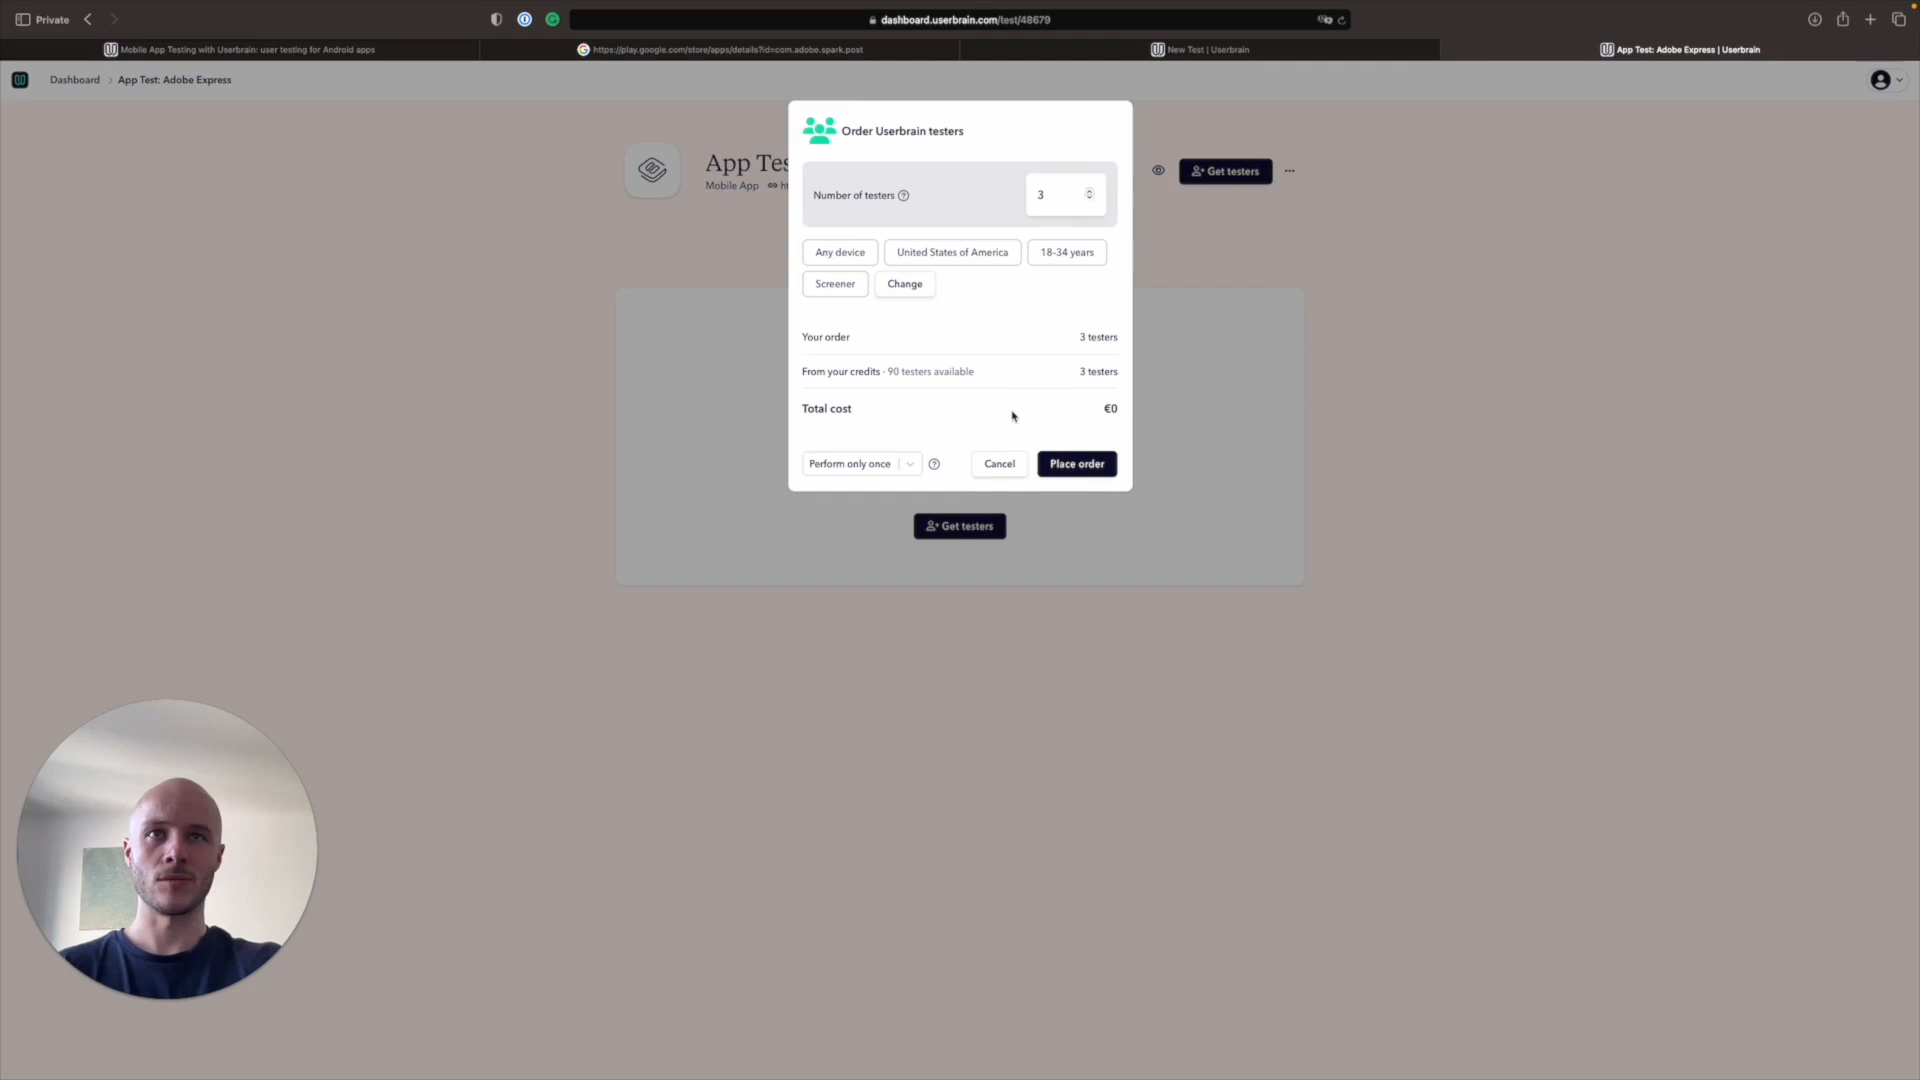 Private
dashboard.userbrain.com/test/48679
Mobile App Testing with Userbrain: user testing for Android apps
https://play.google.com/store/apps/details?id=com.adobe.spark.post
New Test | Userbrain
App Test: Adobe Express | Userbrain
Dashboard > App Test: Adobe Express
App Tes
Mobile App
Get testers
Order Userbrain testers
Number of testers
3
Any device
United States of America
18-34 years
Screener
Change
Your order
3 testers
From your credits · 90 testers available
3 testers
Total cost
€0
Perform only once
Cancel
Place order
Get testers